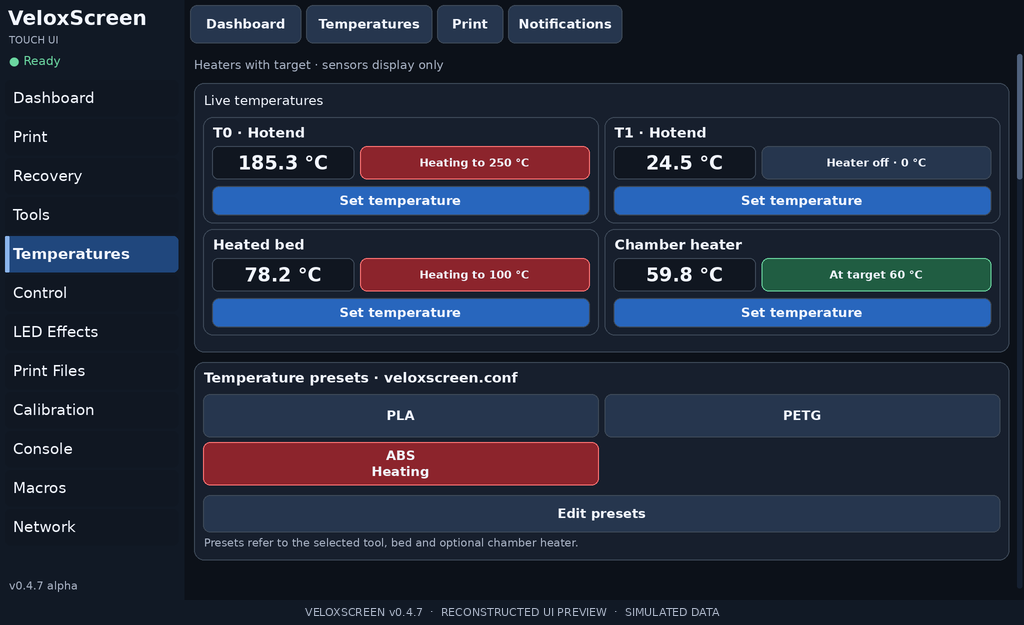 VeloxScreen
TOUCH UI
Ready
Dashboard
Print
Recovery
Tools
Temperatures
Control
LED Effects
Print Files
Calibration
Console
Macros
Network
v0.4.7 alpha
Dashboard Temperatures Print Notifications
Heaters with target · sensors display only
Live temperatures
T0 · Hotend
185.3 °C Heating to 250 °C
Set temperature
T1 · Hotend
24.5 °C Heater off · 0 °C
Set temperature
Heated bed
78.2 °C Heating to 100 °C
Set temperature
Chamber heater
59.8 °C At target 60 °C
Set temperature
Temperature presets · veloxscreen.conf
PLA
PETG
ABS
Heating
Edit presets
Presets refer to the selected tool, bed and optional chamber heater.
VELOXSCREEN v0.4.7 · RECONSTRUCTED UI PREVIEW · SIMULATED DATA